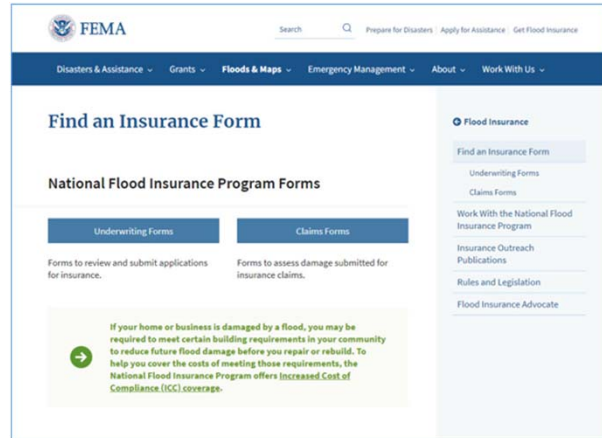 FEMA
Search
Prepare for Disasters | Apply for Assistance | Get Flood Insurance
Disasters & Assistance Grants Floods & Maps Emergency Management About Work With Us
Find an Insurance Form
National Flood Insurance Program Forms
Underwriting Forms
Forms to review and submit applications
for insurance.
Claims Forms
Forms to assess damage submitted for
insurance claims.
If your home or business is damaged by a flood, you may be
required to meet certain building requirements in your community
to reduce future flood damage before you repair or rebuild. To
help you cover the costs of meeting those requirements, the
National Flood Insurance Program offers Increased Cost of
Compliance (ICC) coverage.
Flood Insurance
Find an Insurance Form
Underwriting Forms
Claims Forms
Work With the National Flood
Insurance Program
Insurance Outreach
Publications
Rules and Legislation
Flood Insurance Advocate